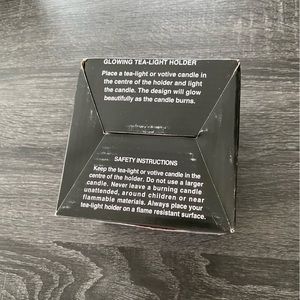 GLOWING TEA-LIGHT HOLDER
Place a tea-light or votive candle in
the centre of the holder and light
the candle. The design will glow
beautifully as the candle burns.
SAFETY INSTRUCTIONS
Keep the tea-light or votive candle in the
centre of the holder. Do not use a larger
candle. Never leave a burning candle
unattended, around children or near
flammable materials. Always place your
tea-light holder on a flame resistant surface.